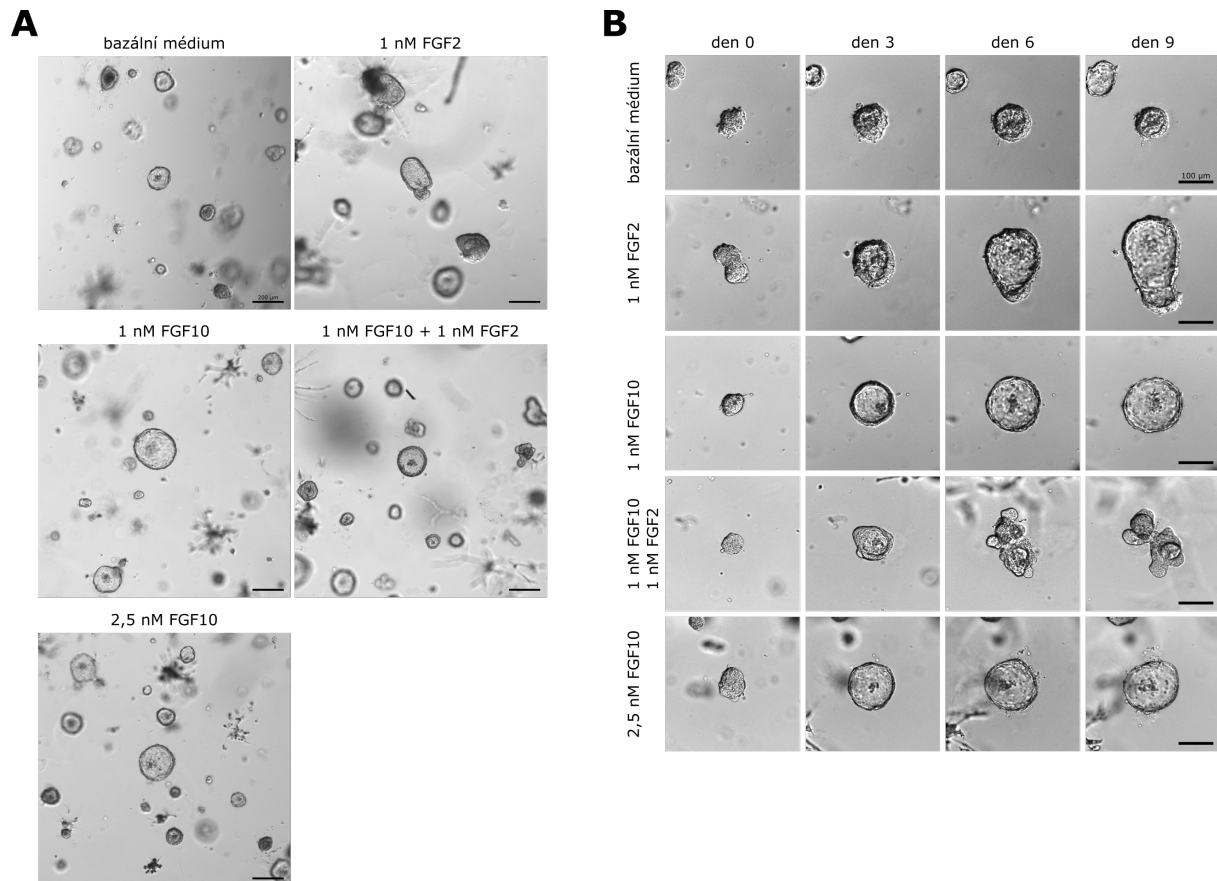 A
bazální médium
1 nM FGF2
200 µm
1 nM FGF10
1 nM FGF10 + 1 nM FGF2
2,5 nM FGF10
B
den 0
den 3
den 6
den 9
bazální médium
100 µm
1 nM FGF2
1 nM FGF10
1 nM FGF10
1 nM FGF2
2,5 nM FGF10